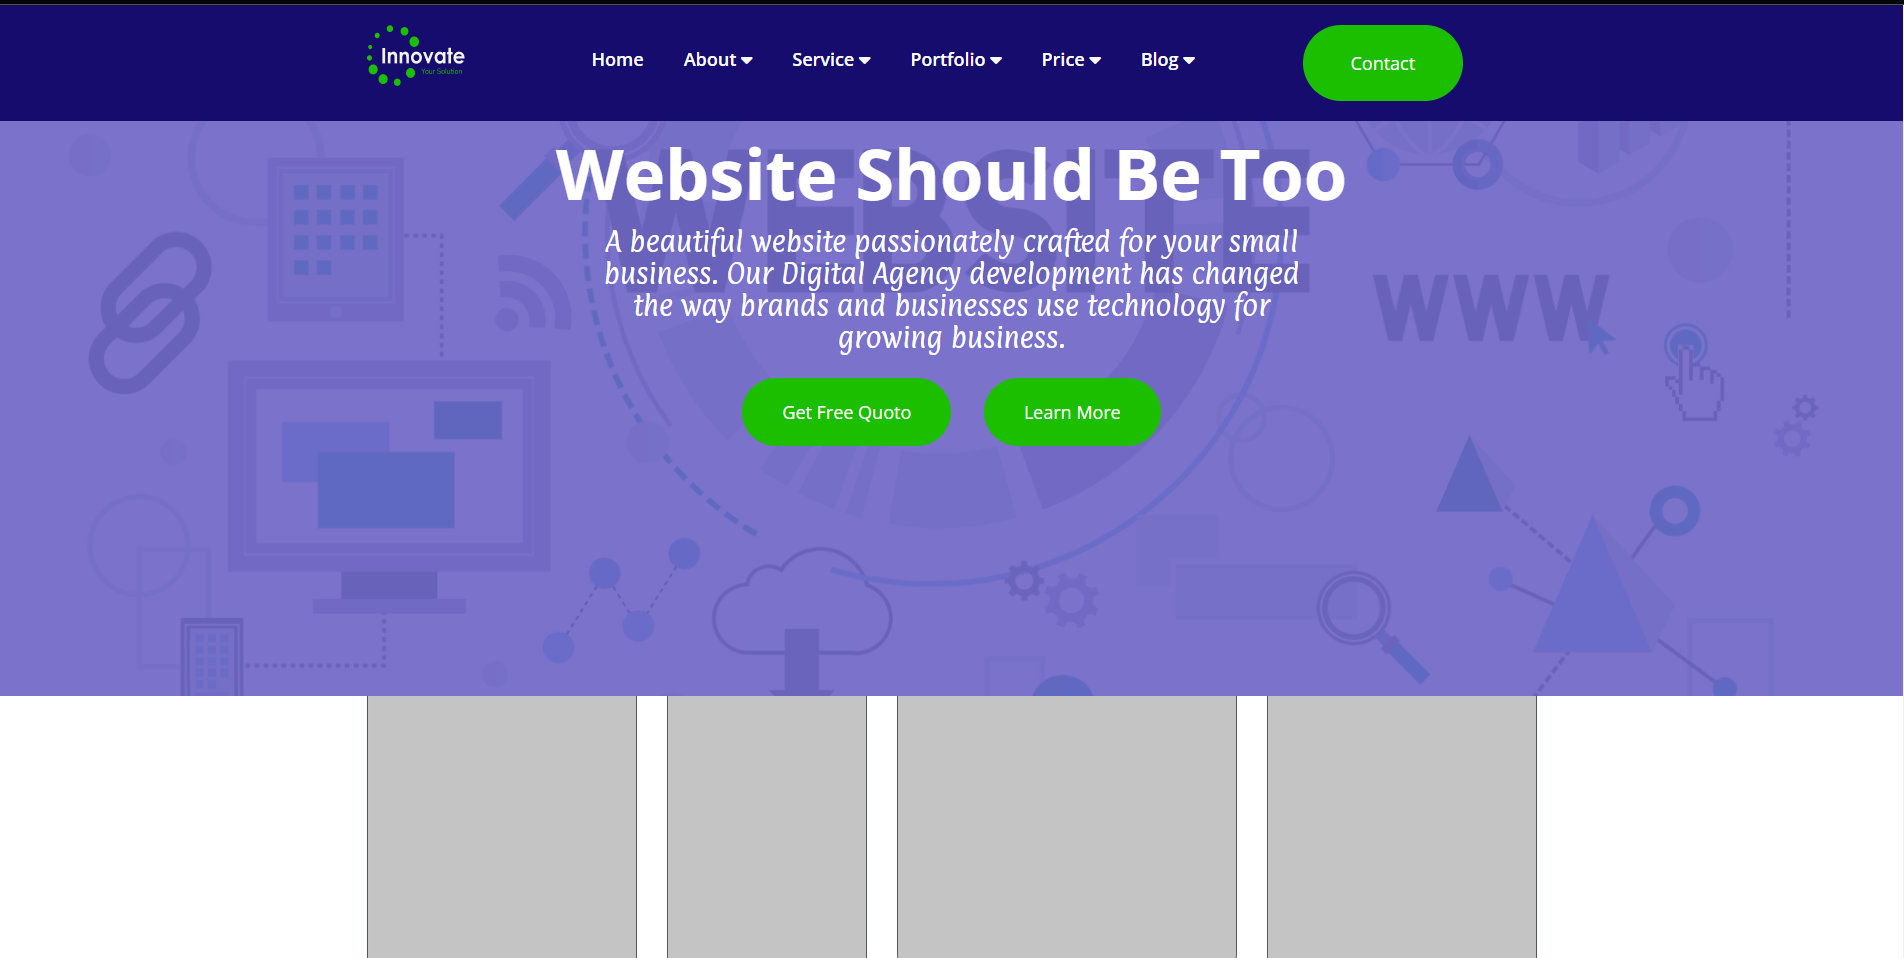 Innovate
Your Solution
Home About Service Portfolio Price Blog
Contact
WEBSITE
Website Should Be Too
A beautiful website passionately crafted for your small
business. Our Digital Agency development has changed
the way brands and businesses use technology for
growing business.
WWW
Get Free Quoto
Learn More